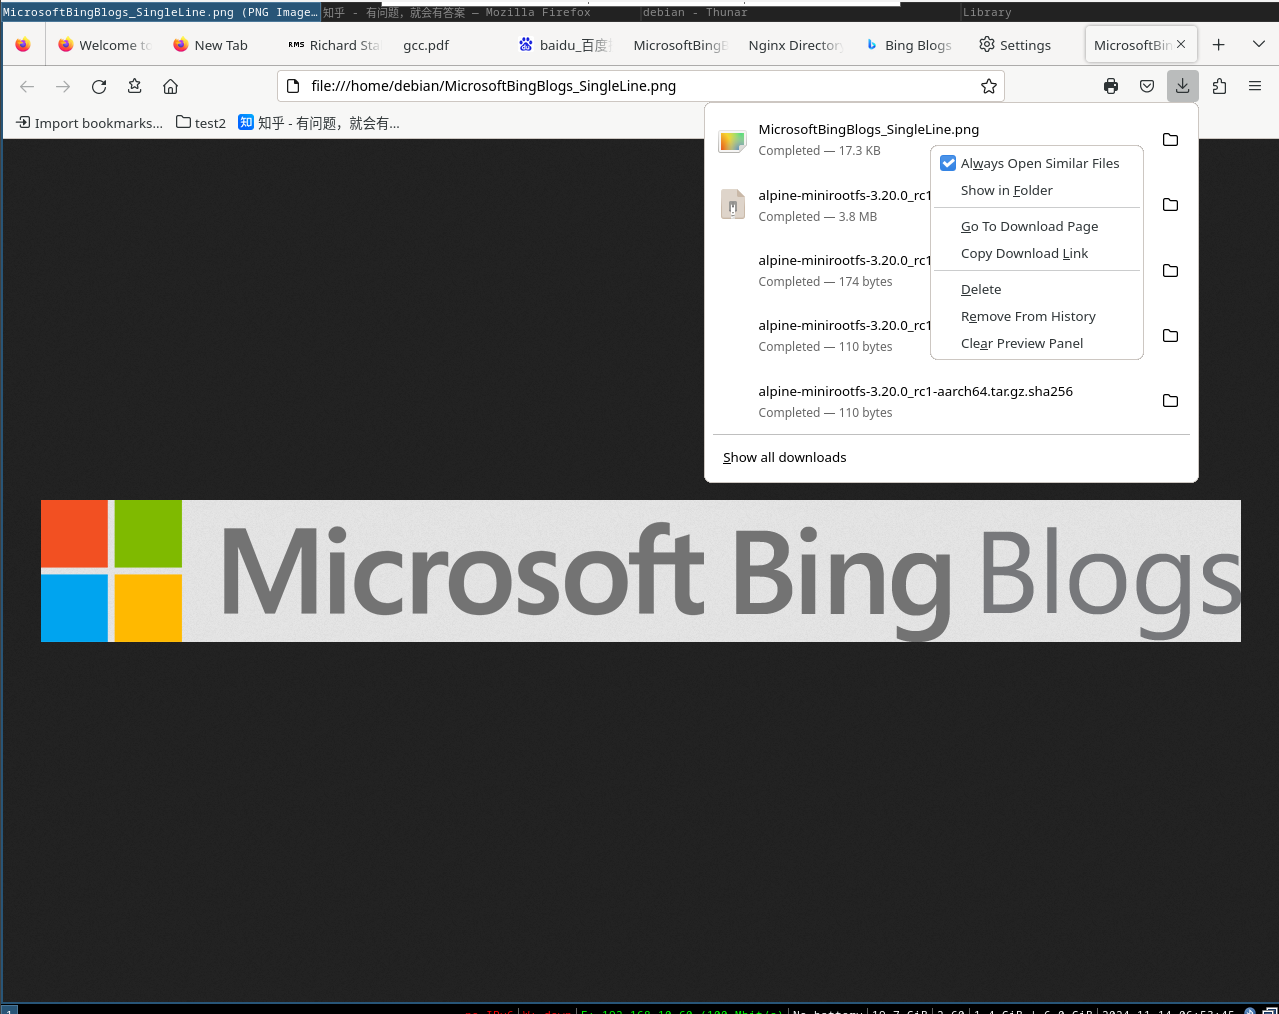 MicrosoftBingBlogs_SingleLine.png (PNG Image…
知乎 - 有问题，就会有答案 — Mozilla Firefox
debian - Thunar
Library
Welcome to
New Tab
RMS Richard Sta
gcc.pdf
baidu_百度
MicrosoftBingB
Nginx Directory
Bing Blogs
Settings
MicrosoftBin
file:///home/debian/MicrosoftBingBlogs_SingleLine.png
Import bookmarks...
test2
知 知乎 - 有问题，就会有...
MicrosoftBingBlogs_SingleLine.png
Completed — 17.3 KB
alpine-minirootfs-3.20.0_rc1
Completed — 3.8 MB
alpine-minirootfs-3.20.0_rc1
Completed — 174 bytes
alpine-minirootfs-3.20.0_rc1
Completed — 110 bytes
alpine-minirootfs-3.20.0_rc1-aarch64.tar.gz.sha256
Completed — 110 bytes
Show all downloads
Always Open Similar Files
Show in Folder
Go To Download Page
Copy Download Link
Delete
Remove From History
Clear Preview Panel
Microsoft Bing Blogs